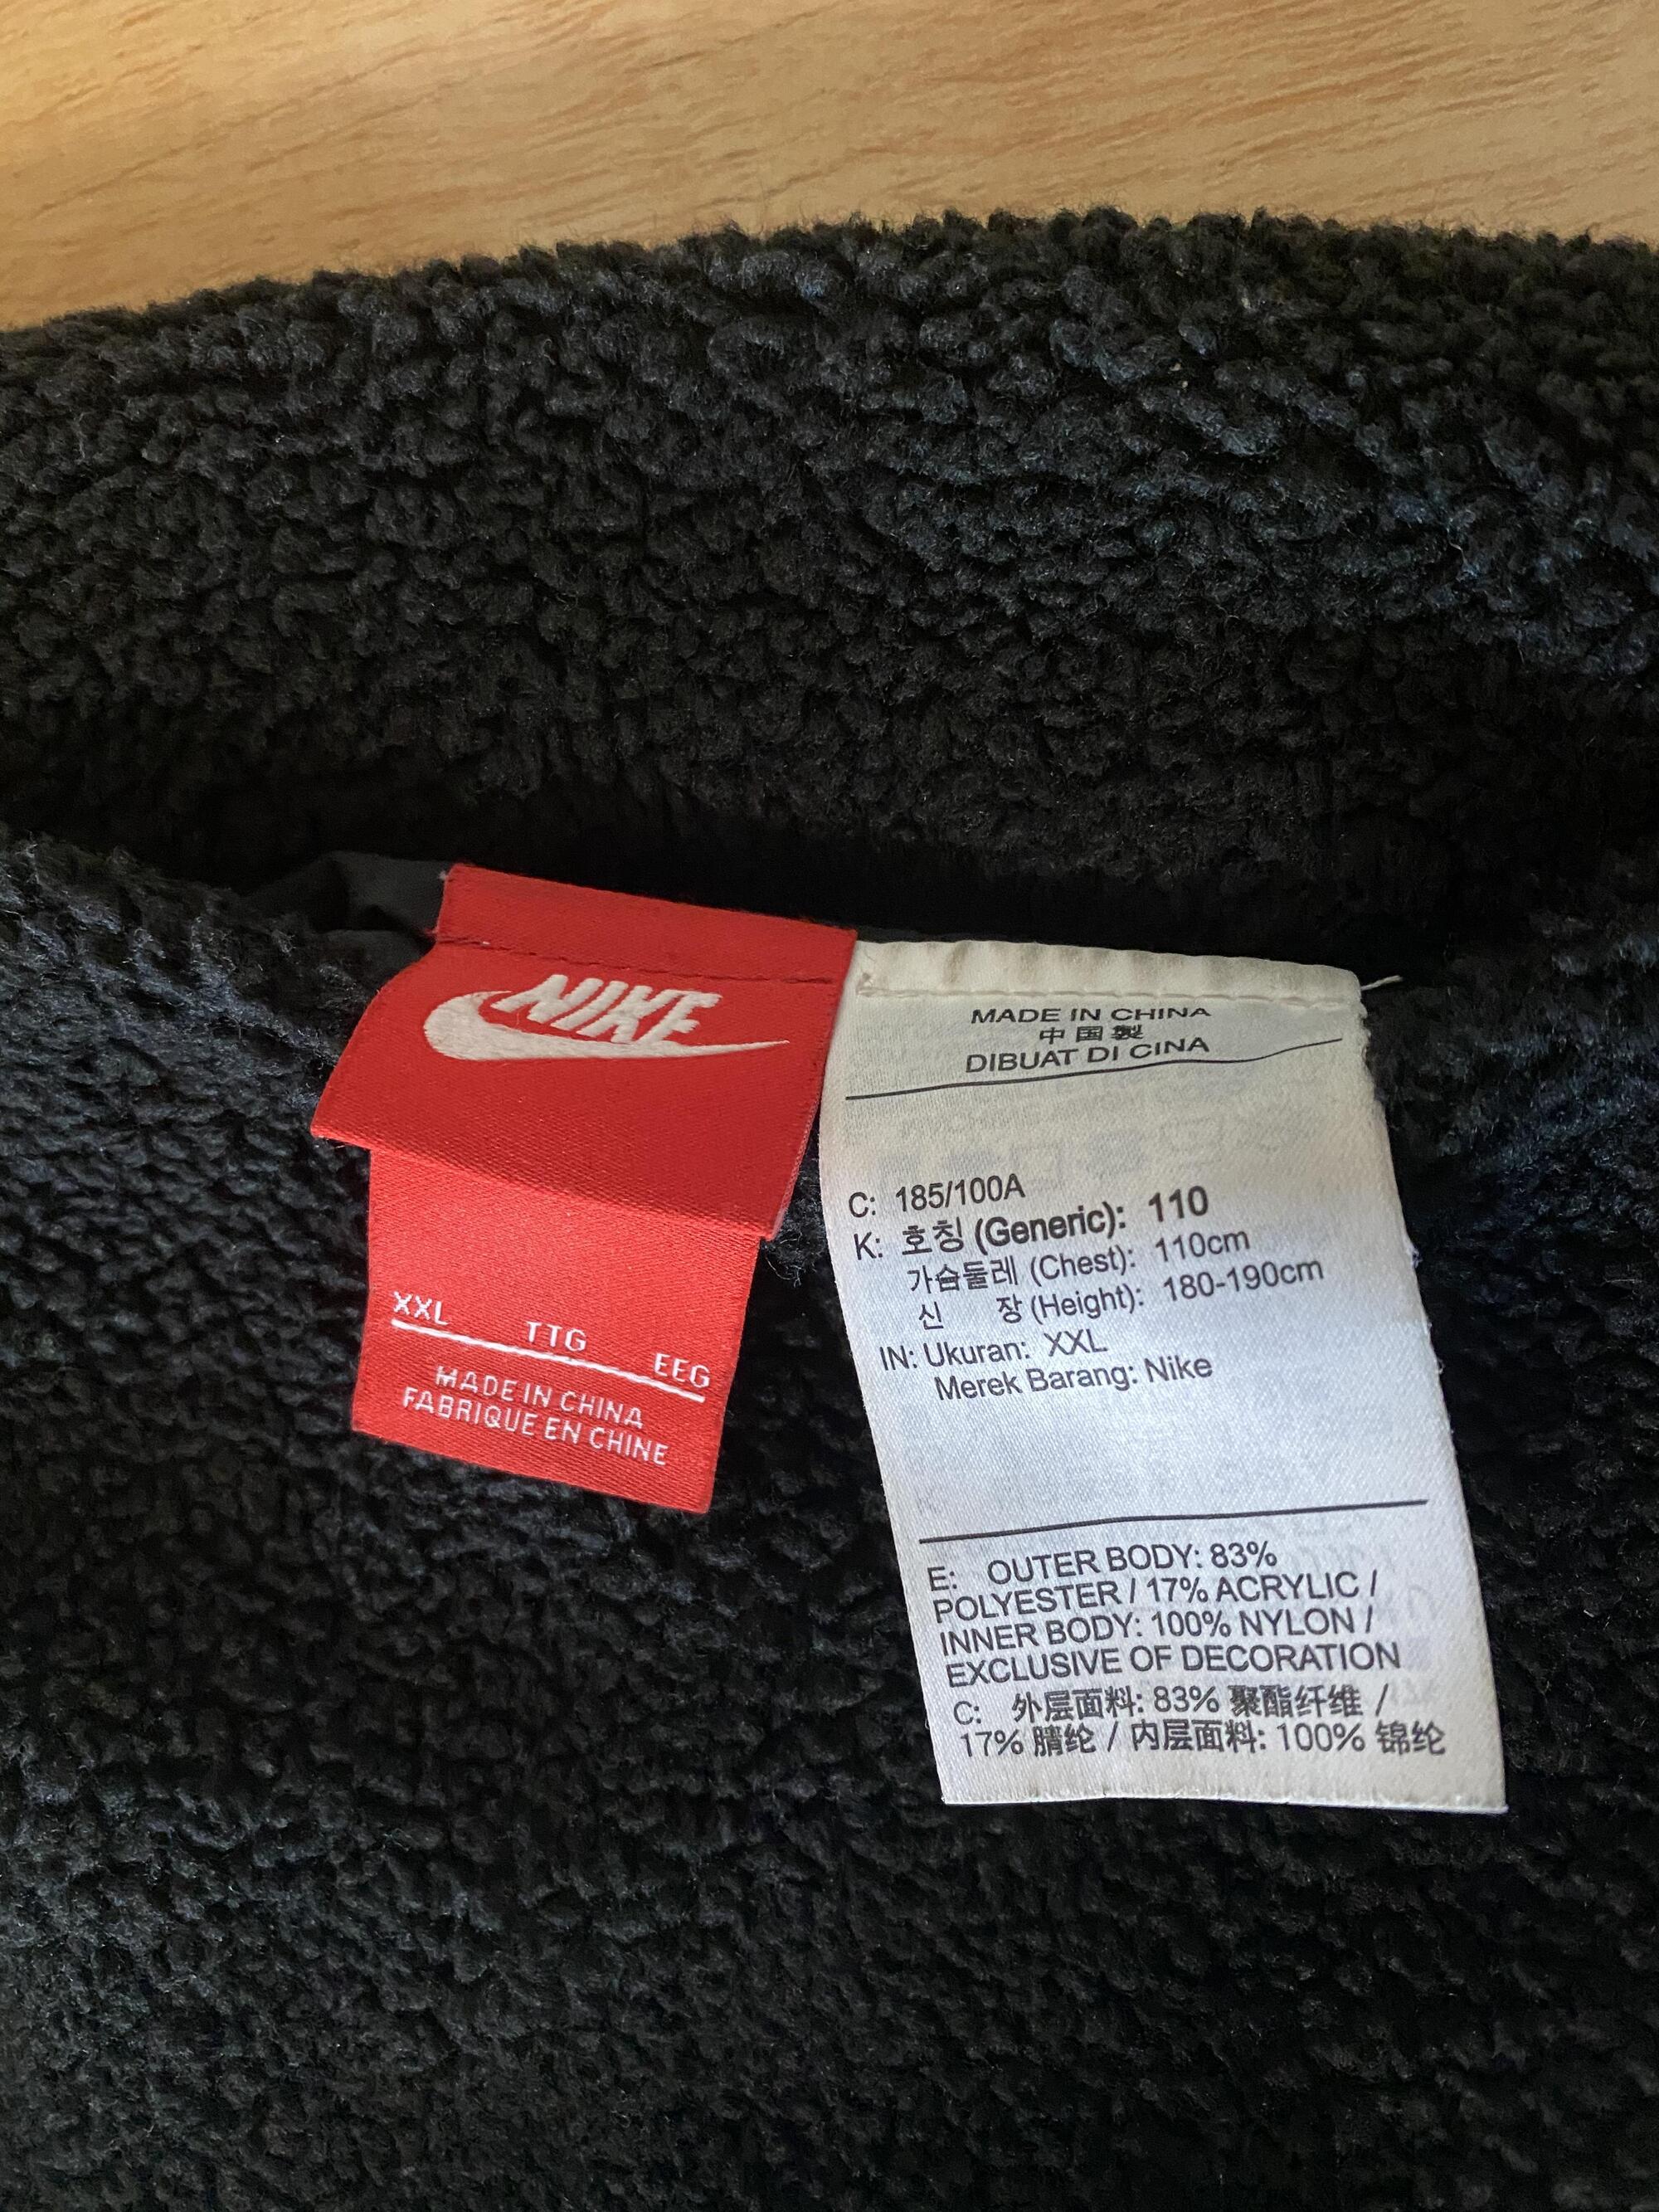 NIKE
XXL
TTG
EEG
MADE IN CHINA
FABRIQUE EN CHINE
MADE IN CHINA
中国製
DIBUAT DI CINA
C: 185/100A
K: 호칭 (Generic): 110
가슴둘레 (Chest): 110cm
신 장 (Height): 180-190cm
IN: Ukuran: XXL
Merek Barang: Nike
E: OUTER BODY: 83%
POLYESTER / 17% ACRYLIC /
INNER BODY: 100% NYLON /
EXCLUSIVE OF DECORATION
C: 外层面料: 83% 聚酯纤维 /
17% 腈纶 / 内层面料: 100% 锦纶